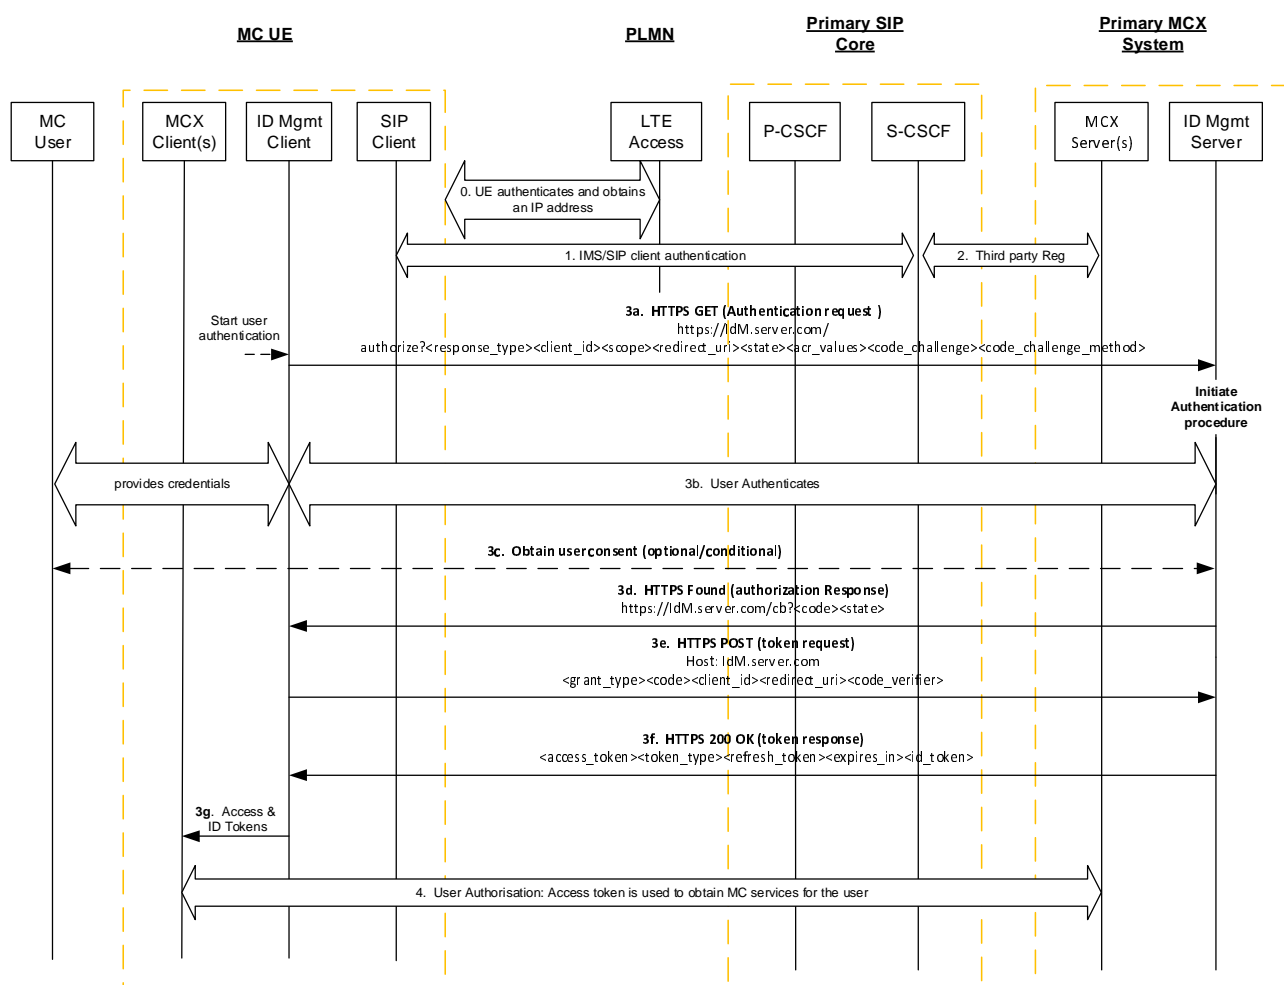 MC UE
PLMN
Primary SIP
Core
Primary MCX
System
MC
User
MCX
Client(s)
ID Mgmt
Client
SIP
Client
LTE
Access
P-CSCF
S-CSCF
MCX
Server(s)
ID Mgmt
Server
0. UE authenticates and obtains
an IP address
1. IMS/SIP client authentication
2. Third party Reg
Start user
authentication
3a. HTTPS GET (Authentication request )
https://IdM.server.com/
authorize?<response_type><client_id><scope><redirect_uri><state><acr_values><code_challenge><code_challenge_method>
Initiate
Authentication
procedure
provides credentials
3b. User Authenticates
3c. Obtain user consent (optional/conditional)
3d. HTTPS Found (authorization Response)
https://IdM.server.com/cb?<code><state>
3e. HTTPS POST (token request)
Host: IdM.server.com
<grant_type><code><client_id><redirect_uri><code_verifier>
3f. HTTPS 200 OK (token response)
<access_token><token_type><refresh_token><expires_in><id_token>
3g. Access &
ID Tokens
4. User Authorisation: Access token is used to obtain MC services for the user